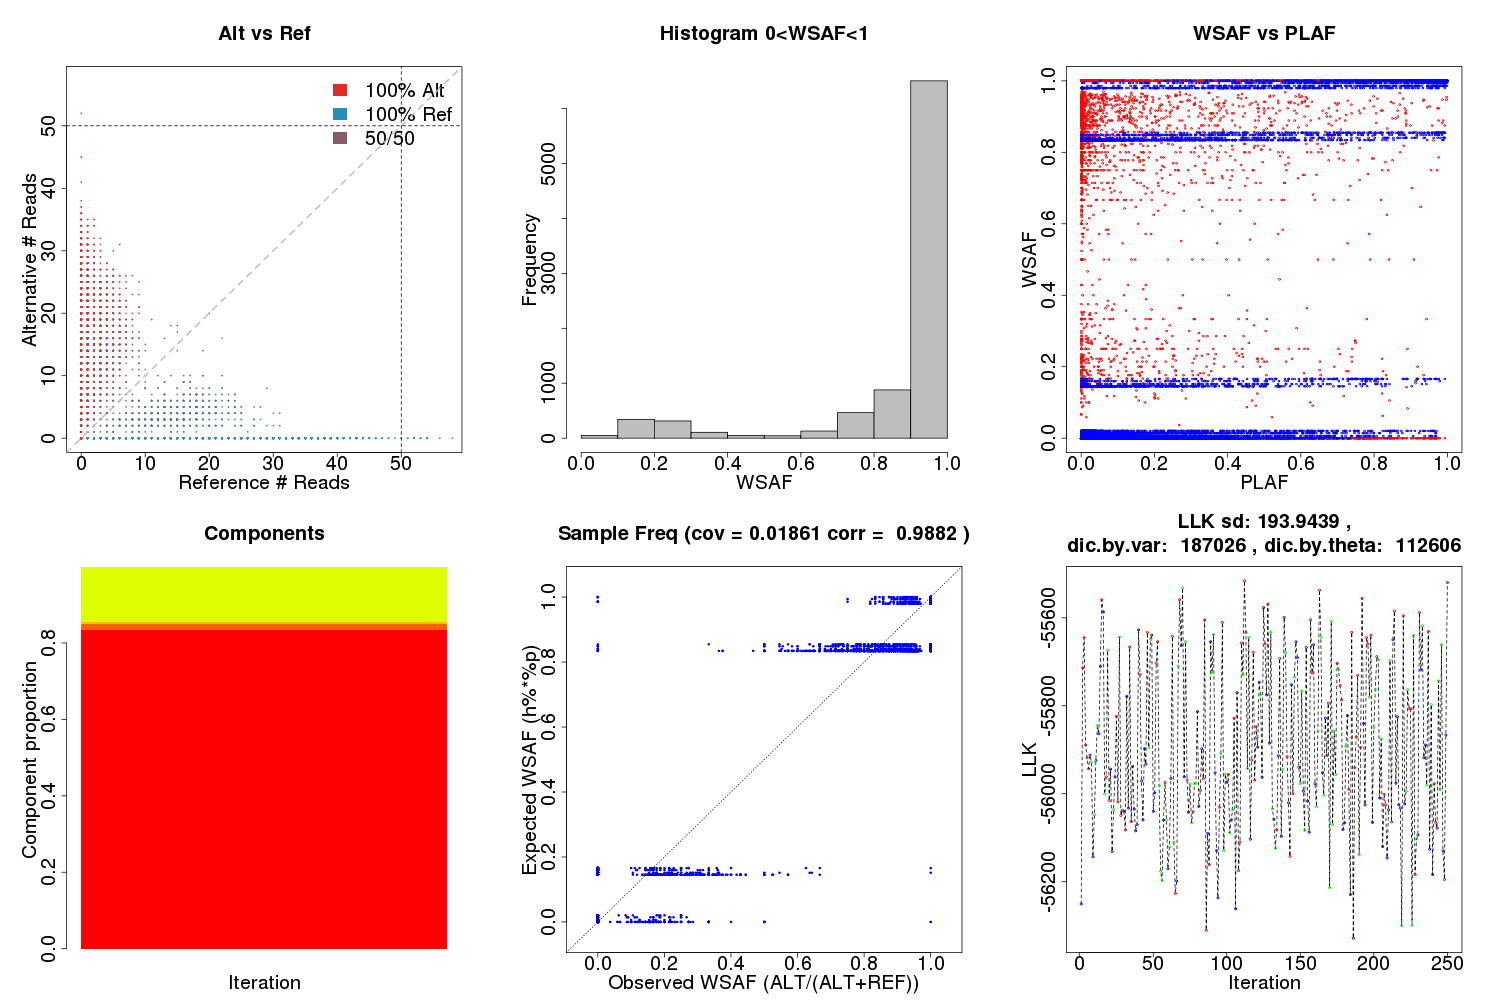 Alt vs Ref
100% Alt
100% Ref
50/50
Alternative # Reads
0 10 20 30 40 50
0 10 20 30 40 50
Reference # Reads
Histogram 0<WSAF<1
Frequency
0 1000 3000 5000
0.0 0.2 0.4 0.6 0.8 1.0
WSAF
WSAF vs PLAF
WSAF
0.0 0.2 0.4 0.6 0.8 1.0
0.0 0.2 0.4 0.6 0.8 1.0
PLAF
Components
Component proportion
0.0 0.2 0.4 0.6 0.8
Iteration
Sample Freq (cov = 0.01861 corr = 0.9882 )
Expected WSAF (h%*%p)
0.0 0.2 0.4 0.6 0.8 1.0
0.0 0.2 0.4 0.6 0.8 1.0
Observed WSAF (ALT/(ALT+REF))
LLK sd: 193.9439 ,
dic.by.var: 187026 , dic.by.theta: 112606
LLK
-56200 -56000 -55800 -55600
0 50 100 150 200 250
Iteration